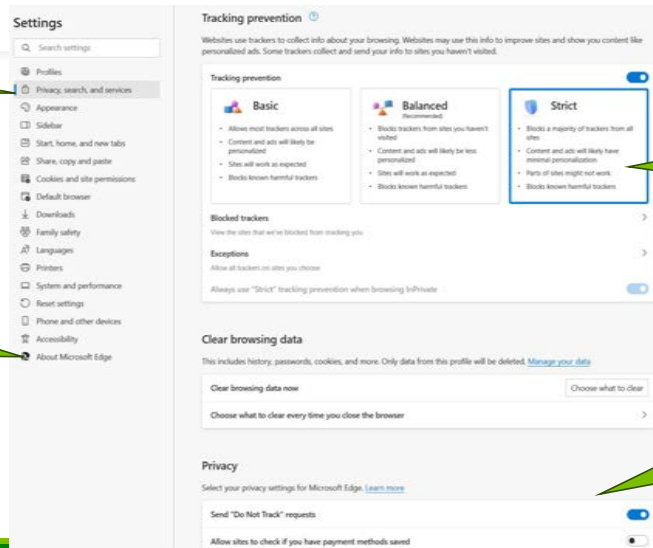 Settings
Search settings
Profiles
Privacy, search, and services
Appearance
Sidebar
Start, home, and new tabs
Share, copy and paste
Cookies and site permissions
Default browser
Downloads
Family safety
Languages
Printers
System and performance
Reset settings
Phone and other devices
Accessibility
About Microsoft Edge
Tracking prevention
Websites use trackers to collect info about your browsing. Websites may use this info to improve sites and show you content like
personalized ads. Some trackers collect and send your info to sites you haven't visited.
Tracking prevention
Basic
• Allows most trackers across all sites
• Content and ads will likely be
personalized
• Sites will work as expected
• Blocks known harmful trackers
Balanced
(Recommended)
• Blocks trackers from sites you haven't
visited
• Content and ads will likely be less
personalized
• Sites will work as expected
• Blocks known harmful trackers
Strict
• Blocks a majority of trackers from all
sites
• Content and ads will likely have
minimal personalization
• Parts of sites might not work
• Blocks known harmful trackers
Blocked trackers
View the sites that we've blocked from tracking you
Exceptions
Allow all trackers on sites you choose
Always use "Strict" tracking prevention when browsing InPrivate
Clear browsing data
This includes history, passwords, cookies, and more. Only data from this profile will be deleted. Manage your data
Clear browsing data now
Choose what to clear
Choose what to clear every time you close the browser
Privacy
Select your privacy settings for Microsoft Edge. Learn more
Send "Do Not Track" requests
Allow sites to check if you have payment methods saved